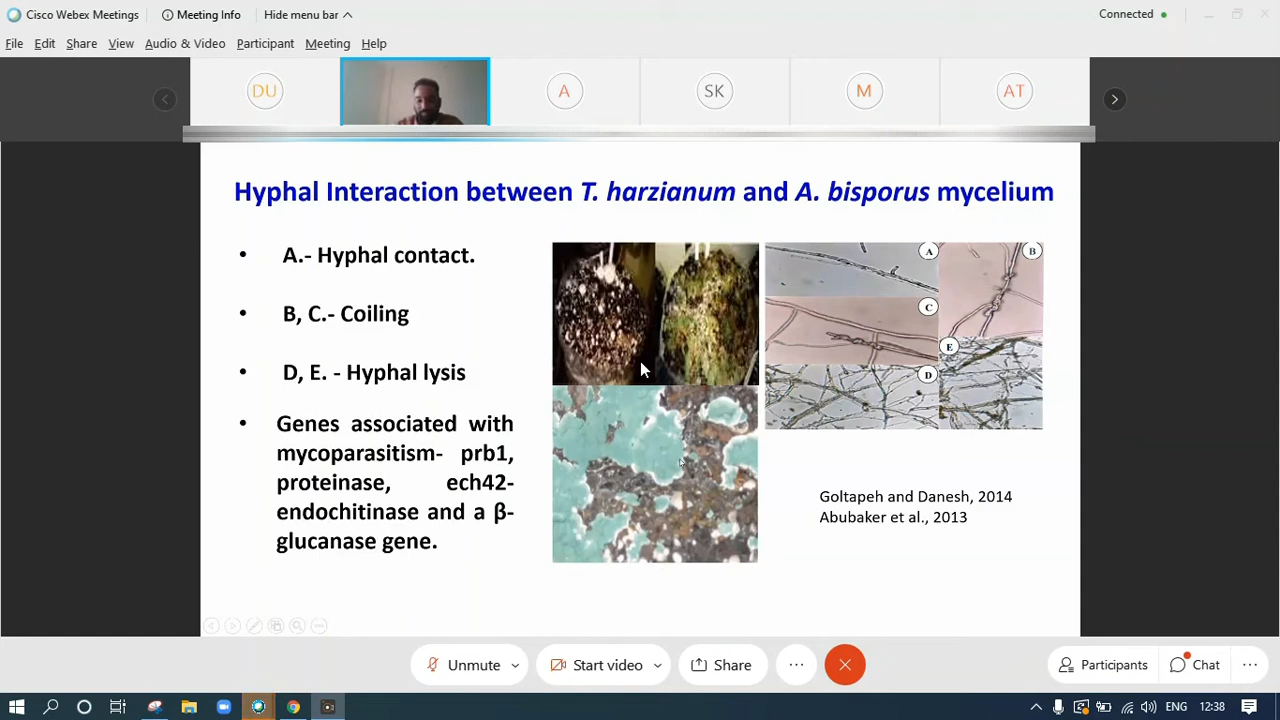 Cisco Webex Meetings
Meeting Info
Hide menu bar
Connected
File Edit Share View Audio & Video Participant Meeting Help
DU
A
SK
M
AT
Hyphal Interaction between T. harzianum and A. bisporus mycelium
• A.- Hyphal contact.
• B, C.- Coiling
• D, E. - Hyphal lysis
• Genes associated with
mycoparasitism- prb1,
proteinase, ech42-
endochitinase and a β-
glucanase gene.
A
B
C
E
D
Goltapeh and Danesh, 2014
Abubaker et al., 2013
Unmute
Start video
Share
Participants
Chat
ENG
12:38